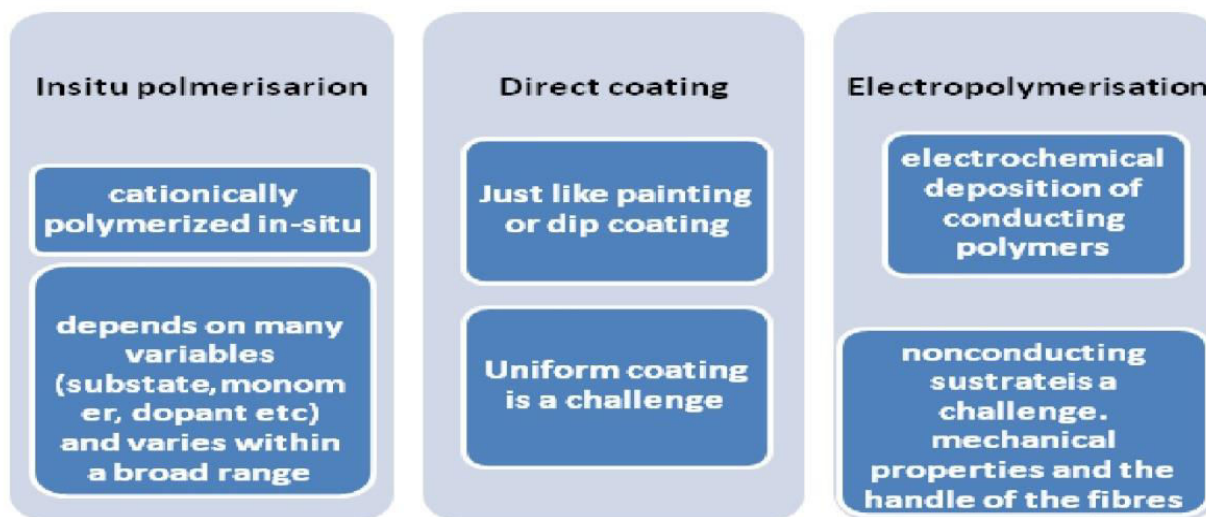 Insitu polmerisarion
cationically
polymerized in-situ
depends on many
variables
(substate, monom
er, dopant etc)
and varies within
a broad range
Direct coating
Just like painting
or dip coating
Uniform coating
is a challenge
Electropolymerisation
electrochemical
deposition of
conducting
polymers
nonconducting
sustrateis a
challenge.
mechanical
properties and the
handle of the fibres